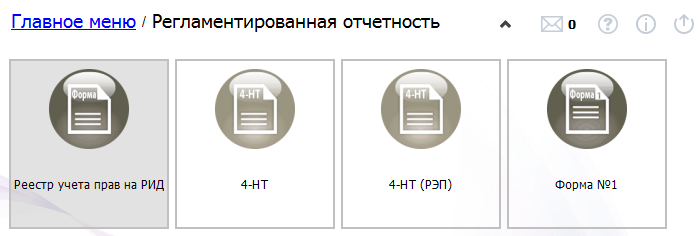 Главное меню / Регламентированная отчетность
0
Форма
4-НТ
4-НТ
Форма 1
Реестр учета прав на РИД
4-НТ
4-НТ (РЭП)
Форма №1